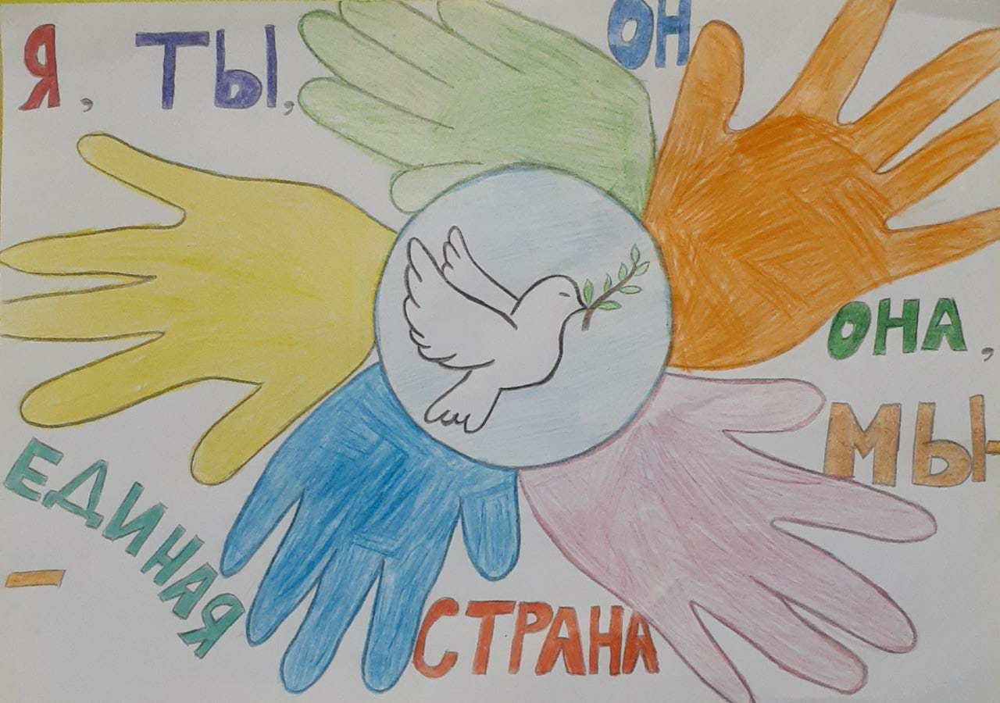 Я, ТЫ,
ОН
ОНА,
МЫ-
- ЕДИНАЯ
СТРАНА